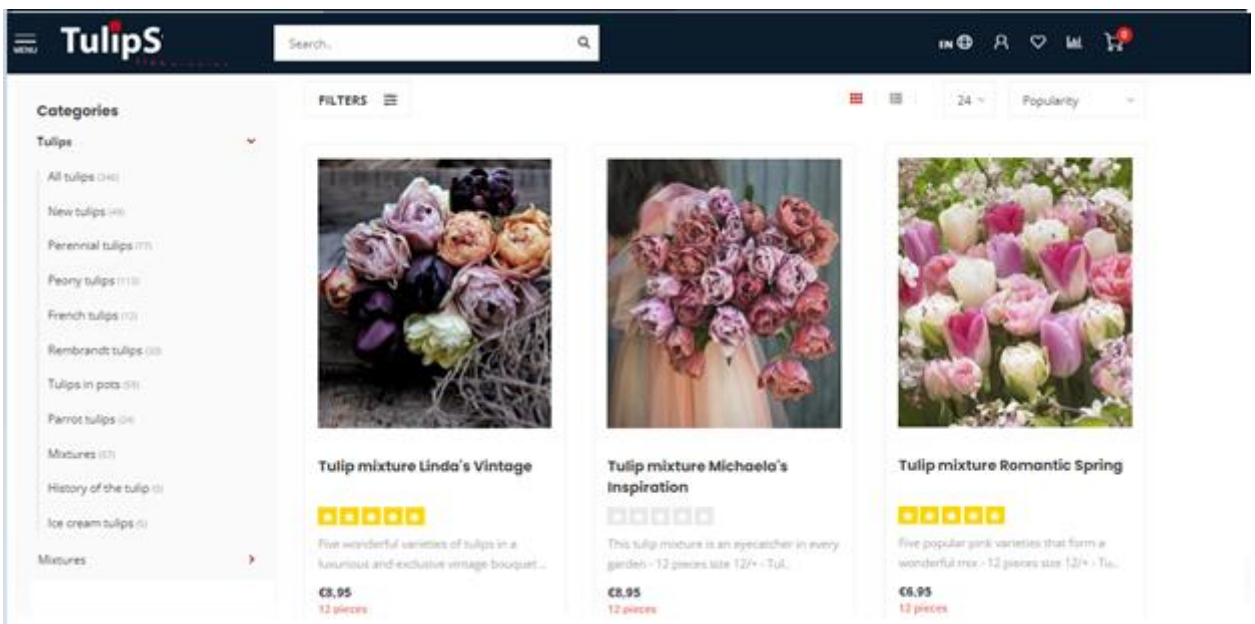 MENU
TulipS
Search..
EN
0
Categories
Tulips
All tulips
New tulips
Perennial tulips
Peony tulips
French tulips
Rembrandt tulips
Tulips in pots
Parrot tulips
Mixtures
History of the tulip
Ice cream tulips
Mixtures
FILTERS
24
Popularity
Tulip mixture Linda's Vintage
Five wonderful varieties of tulips in a
luxurious and exclusive vintage bouquet ...
€8,95
12 pieces
Tulip mixture Michaela's
Inspiration
This tulip mixture is an eyecatcher in every
garden - 12 pieces size 12/+ - Tul..
€8,95
12 pieces
Tulip mixture Romantic Spring
Five popular pink varieties that form a
wonderful mix - 12 pieces size 12/+ - Tu..
€6,95
12 pieces